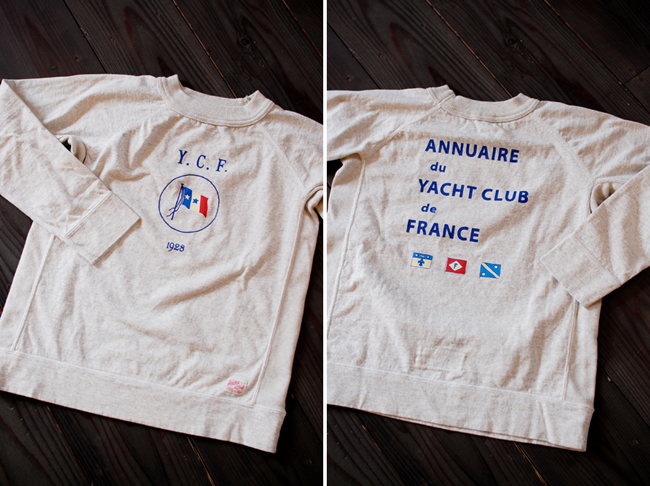 Y. C. F.
1928
ANNUAIRE
du
YACHT CLUB
de
FRANCE